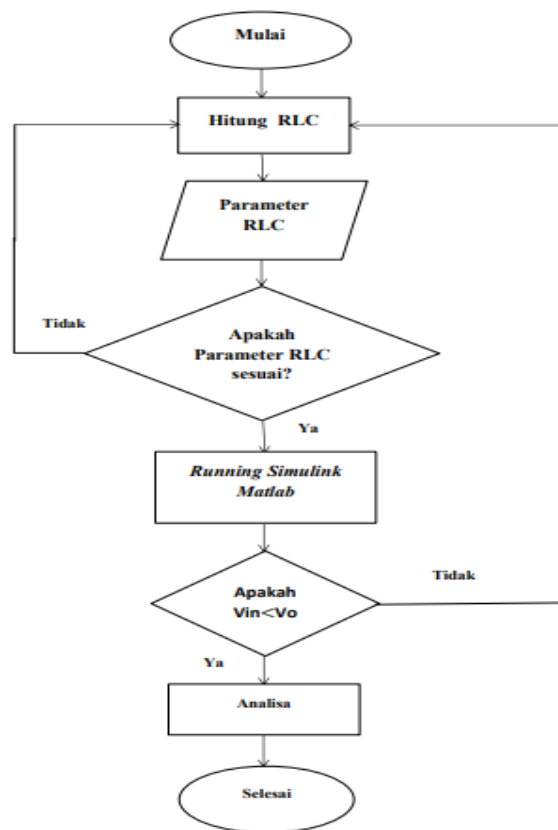 Mulai
Hitung RLC
Parameter
RLC
Tidak
Apakah
Parameter RLC
sesuai?
Ya
Running Simulink
Matlab
Apakah
Vin<Vo
Tidak
Ya
Analisa
Selesai